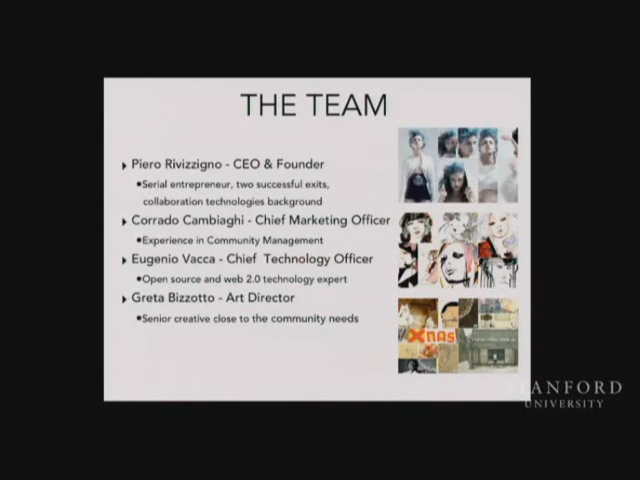 THE TEAM
Piero Rivizzigno - CEO & Founder
•Serial entrepreneur, two successful exits,
collaboration technologies background
Corrado Cambiaghi - Chief Marketing Officer
•Experience in Community Management
Eugenio Vacca - Chief Technology Officer
•Open source and web 2.0 technology expert
Greta Bizzotto - Art Director
•Senior creative close to the community needs
XMAS
STANFORD
UNIVERSITY